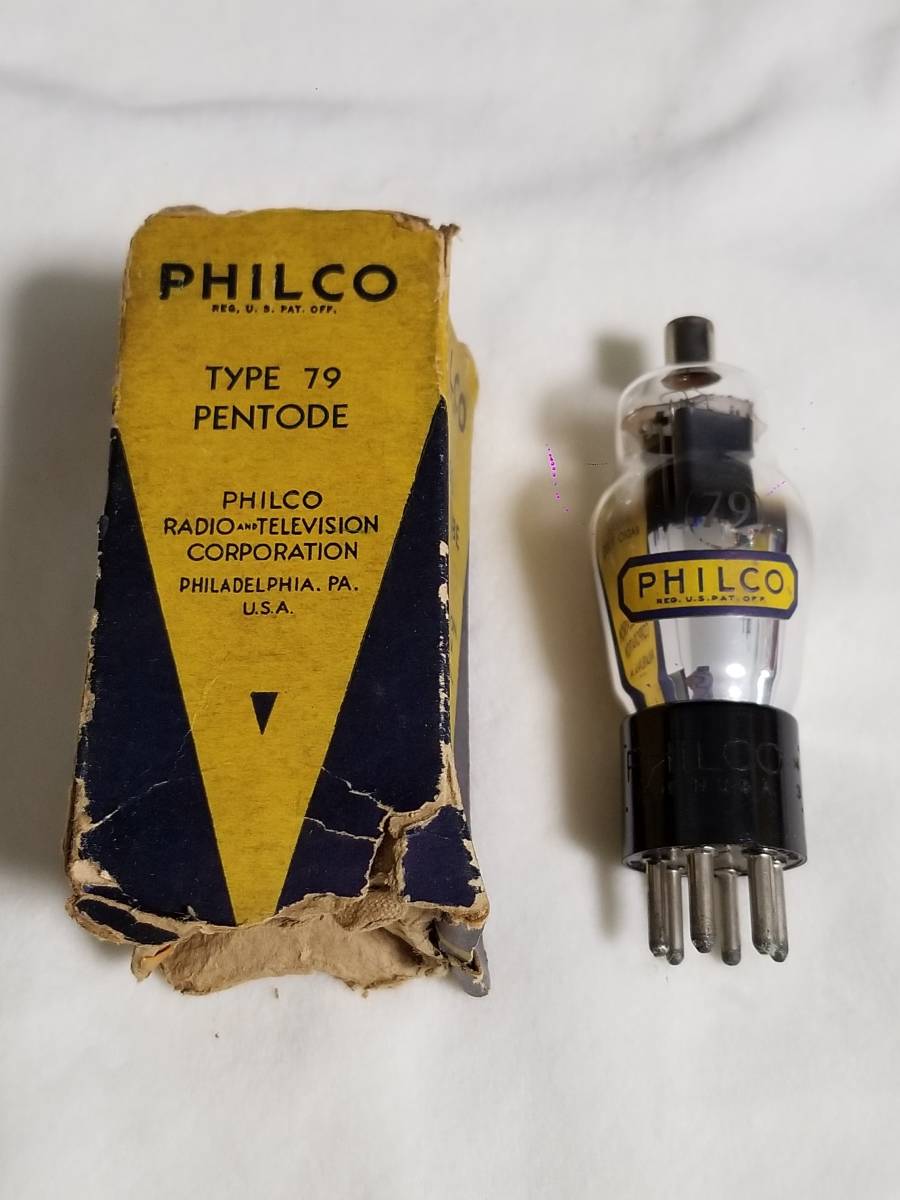 PHILCO
REG. U. S. PAT. OFF.
TYPE 79
PENTODE
PHILCO
RADIO AND TELEVISION
CORPORATION
PHILADELPHIA. PA.
U.S.A.
79
PHILCO
REG. U.S. PAT. OFF.
PHILCO